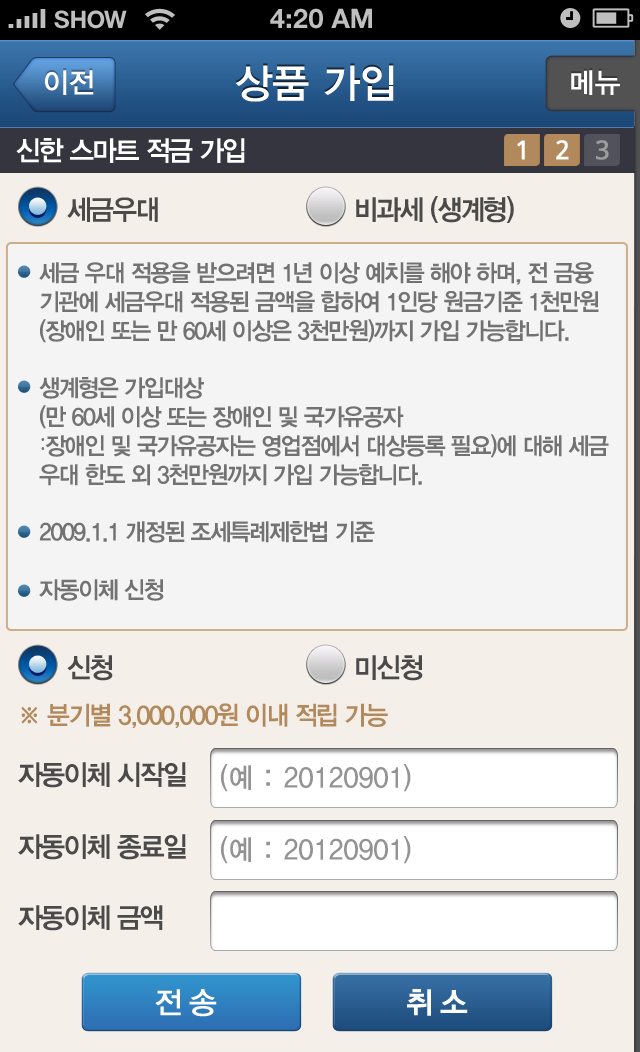 SHOW 4:20 AM
이전 상품 가입 메뉴
신한 스마트 적금 가입 1 2 3
세금우대 비과세 (생계형)
세금 우대 적용을 받으려면 1년 이상 예치를 해야 하며, 전 금융
기관에 세금우대 적용된 금액을 합하여 1인당 원금기준 1천만원
(장애인 또는 만 60세 이상은 3천만원)까지 가입 가능합니다.
생계형은 가입대상
(만 60세 이상 또는 장애인 및 국가유공자
:장애인 및 국가유공자는 영업점에서 대상등록 필요)에 대해 세금
우대 한도 외 3천만원까지 가입 가능합니다.
2009.1.1 개정된 조세특례제한법 기준
자동이체 신청
신청 미신청
※ 분기별 3,000,000원 이내 적립 가능
자동이체 시작일 (예 : 20120901)
자동이체 종료일 (예 : 20120901)
자동이체 금액
전송 취소